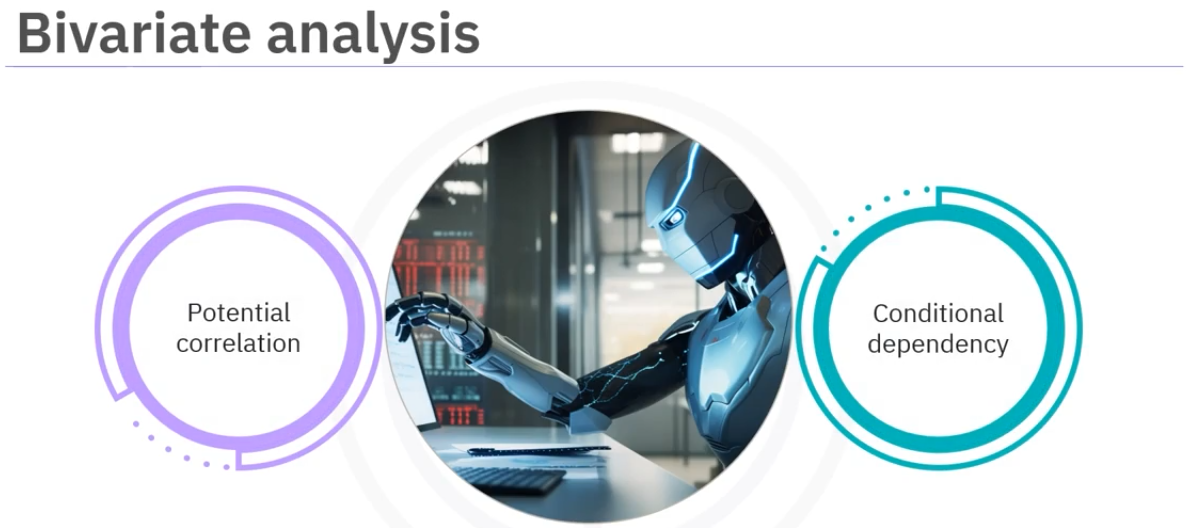 Bivariate analysis
Potential
correlation
Conditional
dependency